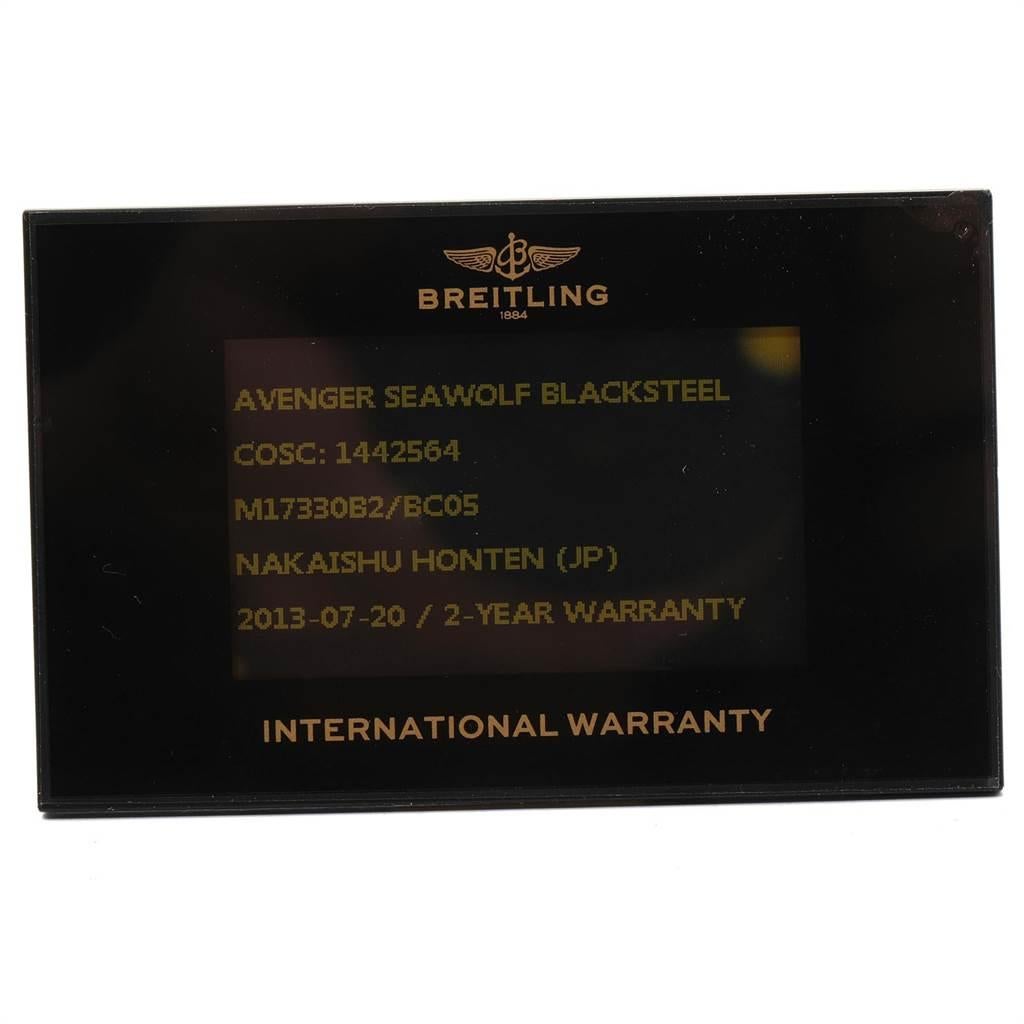 BREITLING
1884
AVENGER SEAWOLF BLACKSTEEL
COSC: 1442564
M17330B2/BC05
NAKAISHU HONTEN (JP)
2013-07-20 / 2-YEAR WARRANTY
INTERNATIONAL WARRANTY